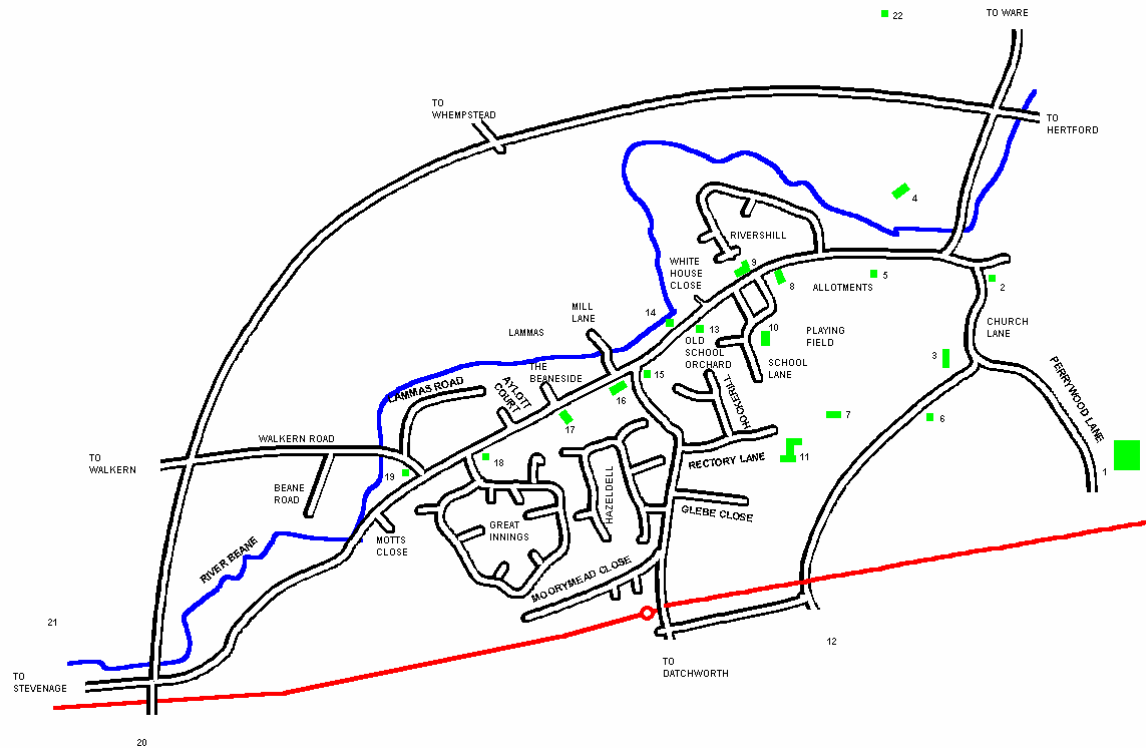 22
TO WARE
TO
WHEMPSTEAD
TO
HERTFORD
4
RIVERSHILL
WHITE
HOUSE
CLOSE
9
8
ALLOTMENTS
5
2
MILL
LANE
LAMMAS
14
13
OLD
SCHOOL
ORCHARD
10
PLAYING
FIELD
SCHOOL
LANE
CHURCH
LANE
3
PERRYWOOD LANE
THE
BEANESIDE
15
16
HOOKERILL
LAMMAS ROAD
AYLOTT
COURT
17
7
6
WALKERN ROAD
TO
WALKERN
18
19
RECTORY LANE
11
1
BEANE
ROAD
HAZELDELL
GREAT
INNINGS
GLEBE CLOSE
MOTTS
CLOSE
RIVER BEANE
MOORYMEAD CLOSE
21
12
TO
STEVENAGE
TO
DATCHWORTH
20